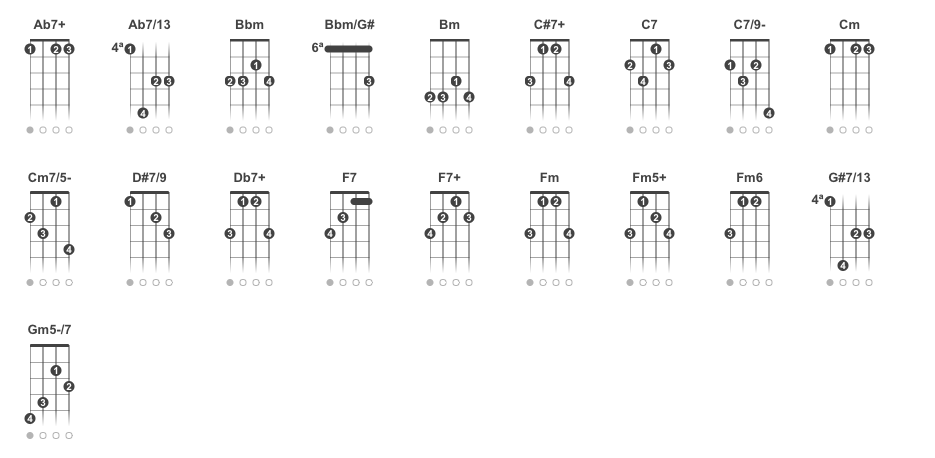 Ab7+ Ab7/13 Bbm Bbm/G# Bm C#7+ C7 C7/9- Cm
1 2 3 4ª 1 2 3 4 1 2 3 4 6ª 3 1 2 3 4 1 2 3 4 1 2 3 4 1 2 3 4 1 2 3
Cm7/5- D#7/9 Db7+ F7 F7+ Fm Fm5+ Fm6 G#7/13
1 2 3 4 1 2 3 1 2 3 4 3 4 1 2 3 4 1 2 3 4 1 2 3 4 1 2 3 4ª 1 2 3 4
Gm5-/7
1
2
3
4